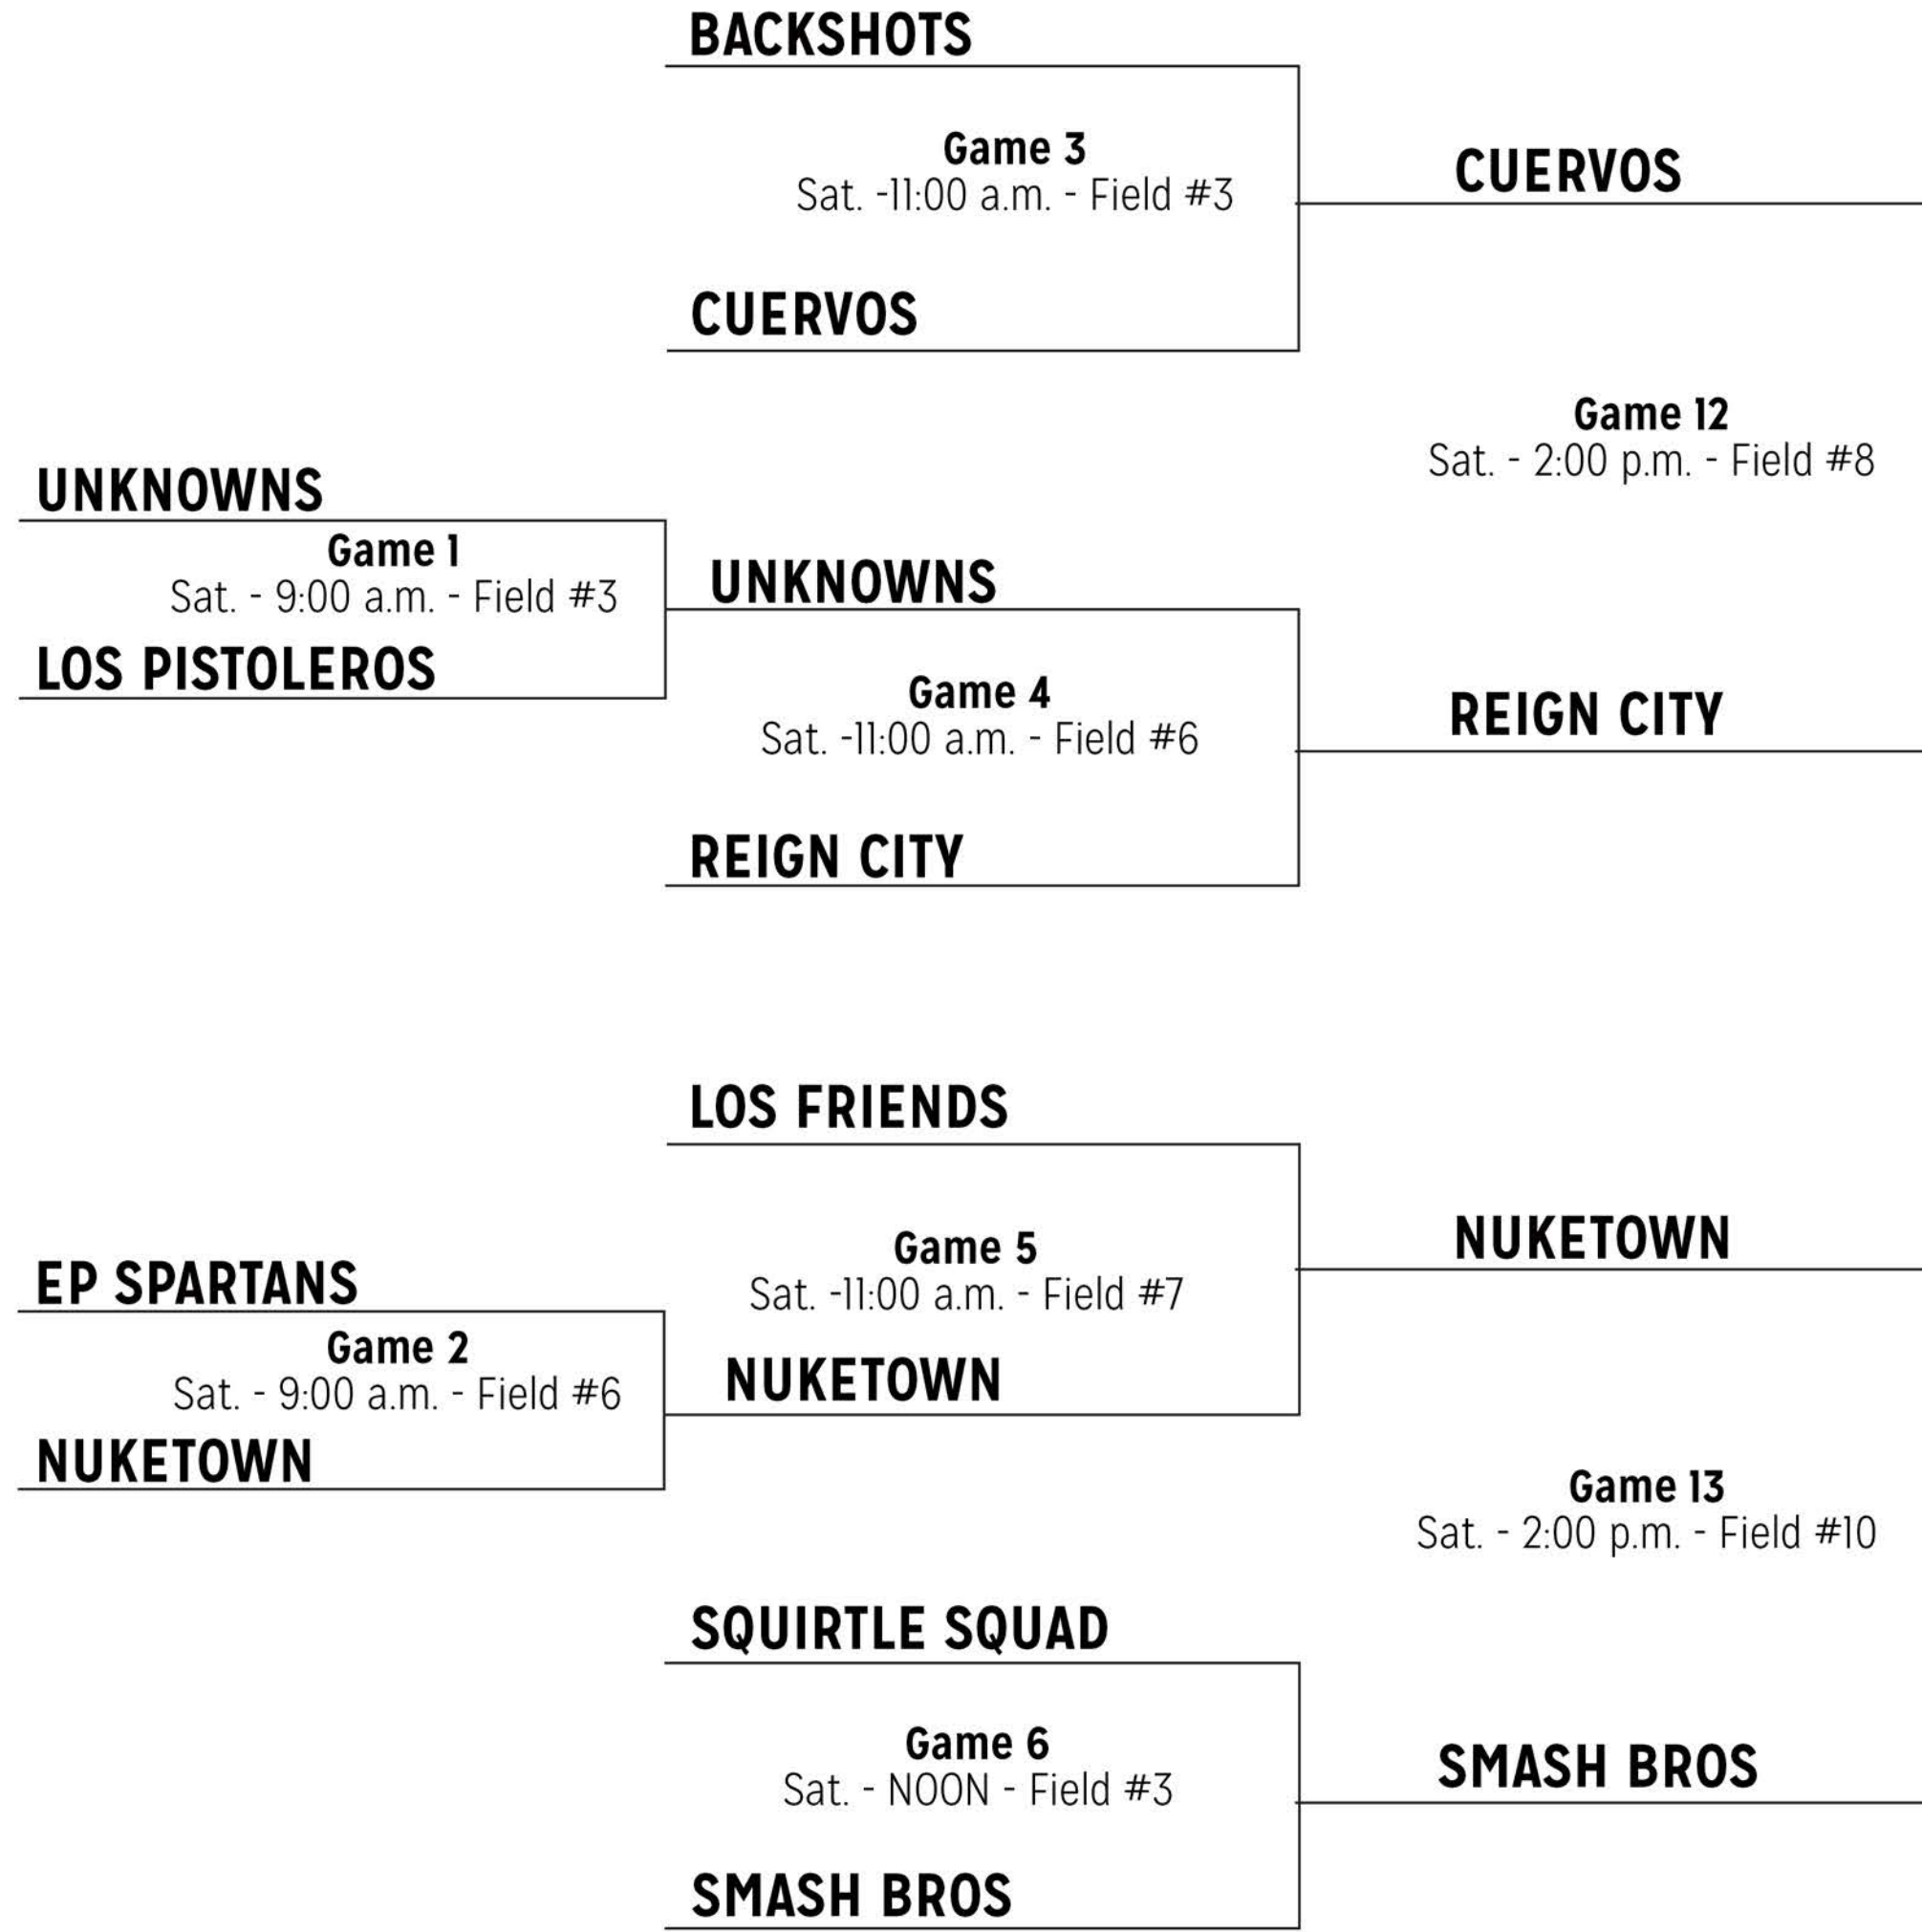 BACKSHOTS
Game 3
Sat. -11:00 a.m. - Field #3
CUERVOS
CUERVOS
Game 12
Sat. - 2:00 p.m. - Field #8
UNKNOWNS
Game 1
Sat. - 9:00 a.m. - Field #3
LOS PISTOLEROS
UNKNOWNS
Game 4
Sat. -11:00 a.m. - Field #6
REIGN CITY
REIGN CITY
LOS FRIENDS
Game 5
Sat. -11:00 a.m. - Field #7
NUKETOWN
NUKETOWN
EP SPARTANS
Game 2
Sat. - 9:00 a.m. - Field #6
NUKETOWN
Game 13
Sat. - 2:00 p.m. - Field #10
SQUIRTLE SQUAD
Game 6
Sat. - NOON - Field #3
SMASH BROS
SMASH BROS